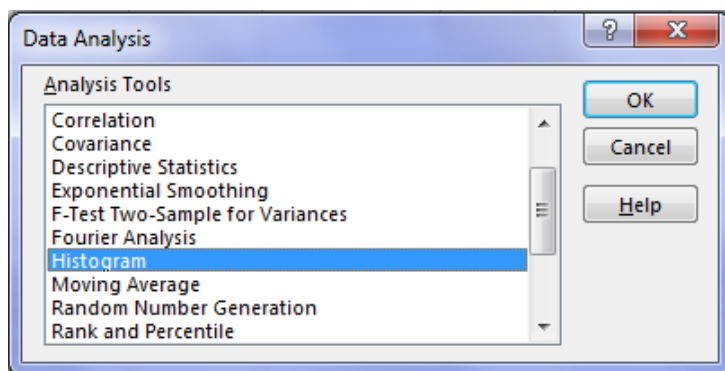 Data Analysis
?
X
Analysis Tools
Correlation
Covariance
Descriptive Statistics
Exponential Smoothing
F-Test Two-Sample for Variances
Fourier Analysis
Histogram
Moving Average
Random Number Generation
Rank and Percentile
OK
Cancel
Help